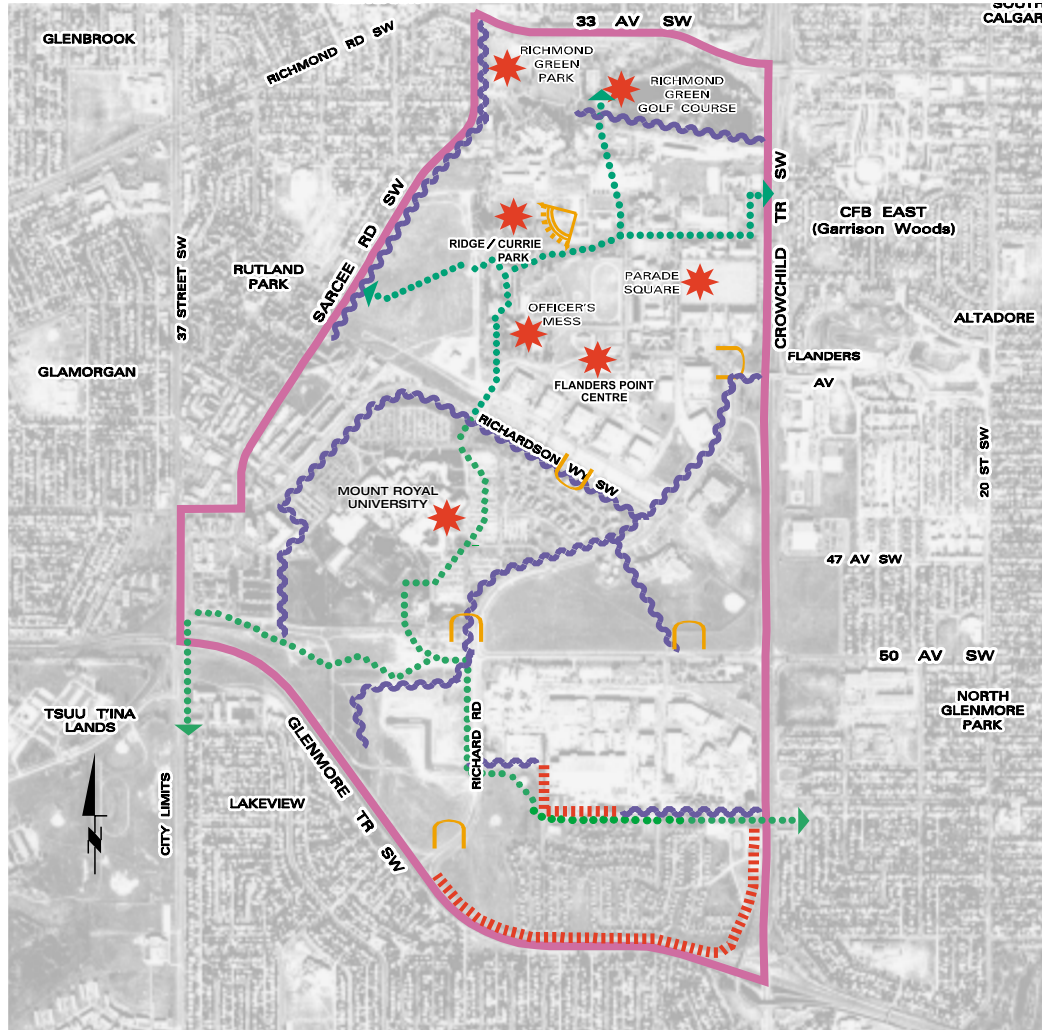 SOUTH
CALGAR
33 AV SW
GLENBROOK
RICHMOND RD SW
RICHMOND
GREEN
PARK
RICHMOND
GREEN
GOLF COURSE
CROWCHILD TR SW
CFB EAST
(Garrison Woods)
SARCEE RD SW
37 STREET SW
RIDGE/CURRIE
PARK
RUTLAND
PARK
PARADE
SQUARE
OFFICER'S
MESS
ALTADORE
FLANDERS
AV
GLAMORGAN
FLANDERS POINT
CENTRE
RICHARDSON WY SW
20 ST SW
MOUNT ROYAL
UNIVERSITY
47 AV SW
50 AV SW
TSUU T'INA
LANDS
NORTH
GLENMORE
PARK
GLENMORE TR SW
RICHARD RD
CITY LIMITS
LAKEVIEW